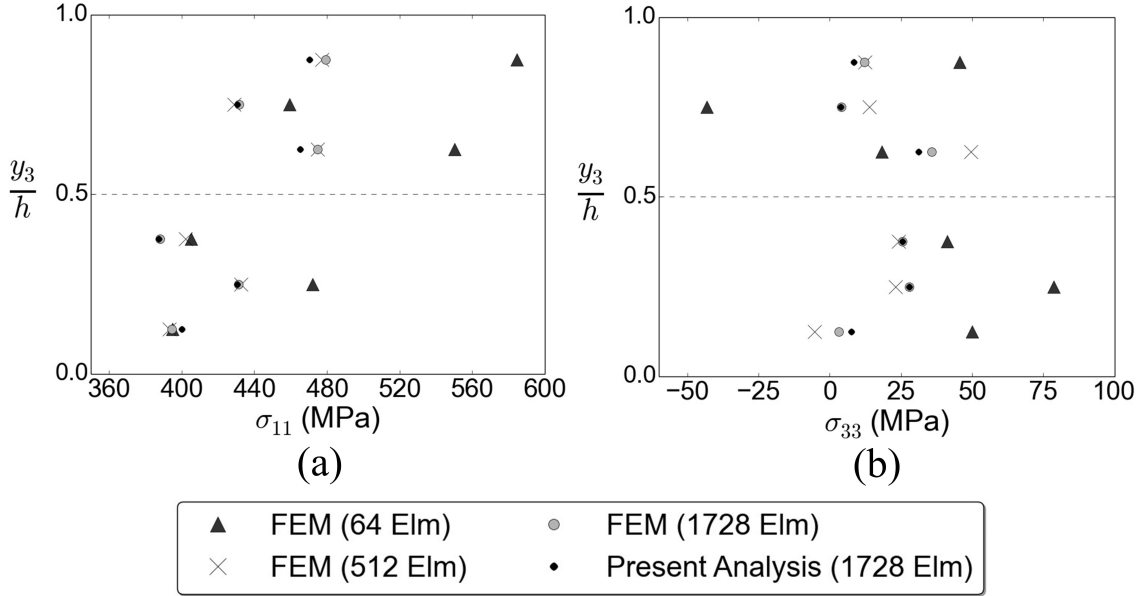 1.0
y₃
h
0.5
0.0
360 400 440 480 520 560 600
σ₁₁ (MPa)
(a)
1.0
y₃
h
0.5
0.0
−50 −25 0 25 50 75 100
σ₃₃ (MPa)
(b)
FEM (64 Elm)
FEM (1728 Elm)
FEM (512 Elm)
Present Analysis (1728 Elm)